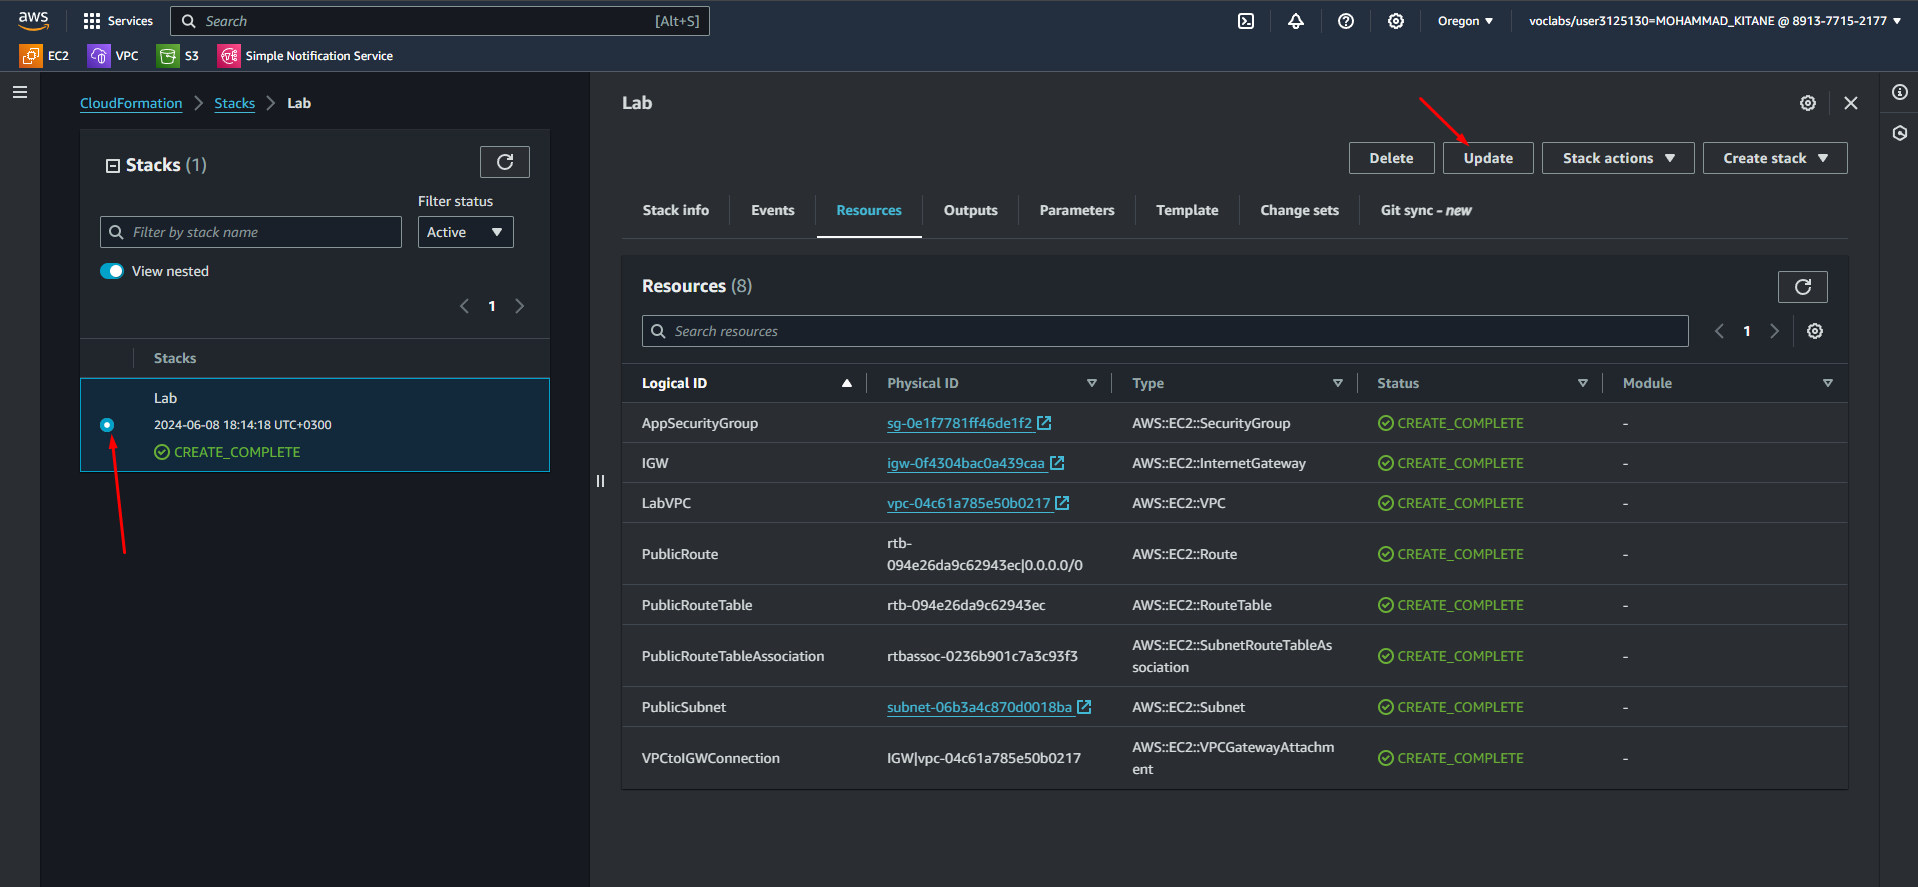 aws
Services
Search
[Alt+S]
Oregon ▼
voclabs/user3125130=MOHAMMAD_KITANE @ 8913-7715-2177 ▼
EC2
VPC
S3
Simple Notification Service
CloudFormation > Stacks > Lab
Stacks (1)
Filter status
Filter by stack name
Active ▼
View nested
1
Stacks
Lab
2024-06-08 18:14:18 UTC+0300
CREATE_COMPLETE
Lab
Delete
Update
Stack actions ▼
Create stack ▼
Stack info
Events
Resources
Outputs
Parameters
Template
Change sets
Git sync - new
Resources (8)
Search resources
1
Logical ID
Physical ID
Type
Status
Module
AppSecurityGroup
sg-0e1f7781ff46de1f2
AWS::EC2::SecurityGroup
CREATE_COMPLETE
-
IGW
igw-0f4304bac0a439caa
AWS::EC2::InternetGateway
CREATE_COMPLETE
-
LabVPC
vpc-04c61a785e50b0217
AWS::EC2::VPC
CREATE_COMPLETE
-
PublicRoute
rtb-
094e26da9c62943ec|0.0.0.0/0
AWS::EC2::Route
CREATE_COMPLETE
-
PublicRouteTable
rtb-094e26da9c62943ec
AWS::EC2::RouteTable
CREATE_COMPLETE
-
PublicRouteTableAssociation
rtbassoc-0236b901c7a3c93f3
AWS::EC2::SubnetRouteTableAs
sociation
CREATE_COMPLETE
-
PublicSubnet
subnet-06b3a4c870d0018ba
AWS::EC2::Subnet
CREATE_COMPLETE
-
VPCtoIGWConnection
IGW|vpc-04c61a785e50b0217
AWS::EC2::VPCGatewayAttachm
ent
CREATE_COMPLETE
-